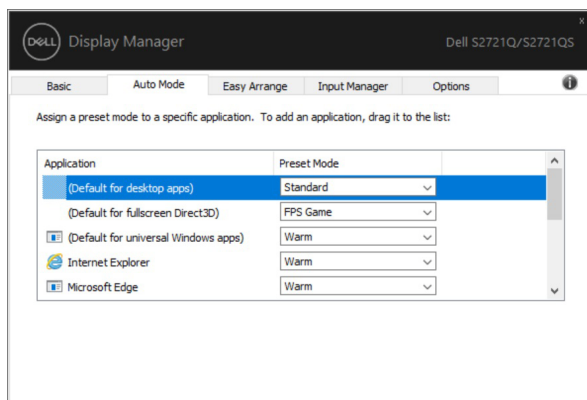 x
DELL Display Manager Dell S2721Q/S2721QS
Basic Auto Mode Easy Arrange Input Manager Options i
Assign a preset mode to a specific application. To add an application, drag it to the list:
Application Preset Mode
(Default for desktop apps) Standard
(Default for fullscreen Direct3D) FPS Game
(Default for universal Windows apps) Warm
Internet Explorer Warm
Microsoft Edge Warm